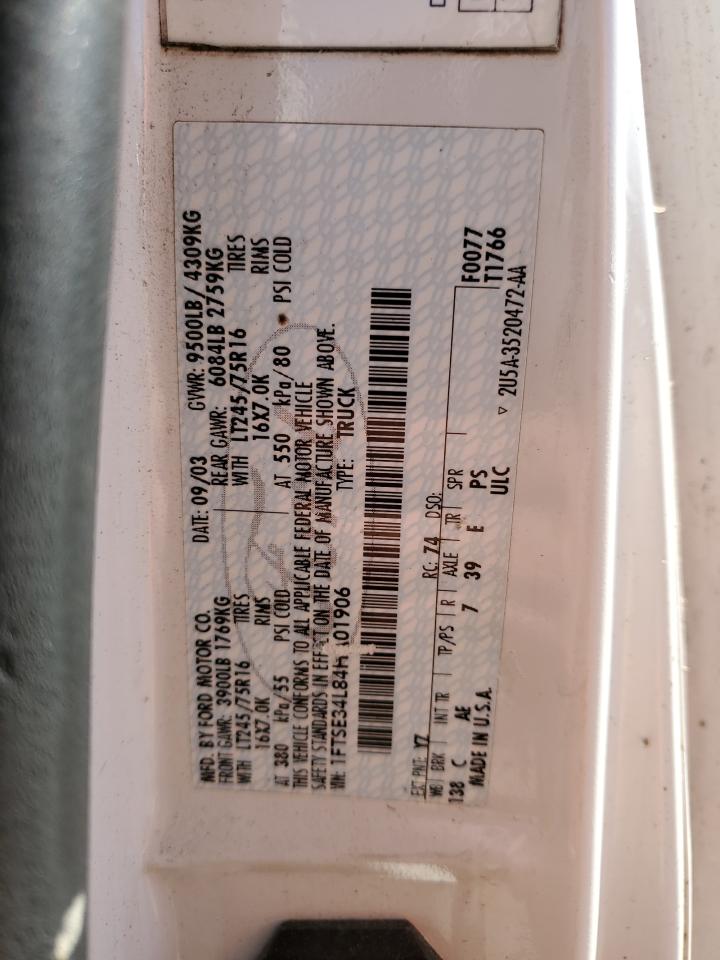 MFD. BY FORD MOTOR CO.
DATE: 09/03 GVWR: 9500LB / 4309KG
FRONT GAWR: 3900LB 1769KG REAR GAWR: 6084LB 2759KG
WITH LT245/75R16 TIRES WITH LT245/75R16 TIRES
16X7.0K RIMS 16X7.0K RIMS
AT 380 kPa/55 PSI COLD AT 550 kPa/80 PSI COLD
THIS VEHICLE CONFORMS TO ALL APPLICABLE FEDERAL MOTOR VEHICLE
SAFETY STANDARDS IN EFFECT ON THE DATE OF MANUFACTURE SHOWN ABOVE.
VIN: 1FTSE34L84H 01906 TYPE: TRUCK
F0077
T1766
EXT PNT: YZ RC: 74 DSO:
WB BRK INT TR TP/PS R AXLE TR SPR
138 C AE 7 39 E PS
MADE IN U.S.A. ULC
▽ 2U5A-3520472-AA